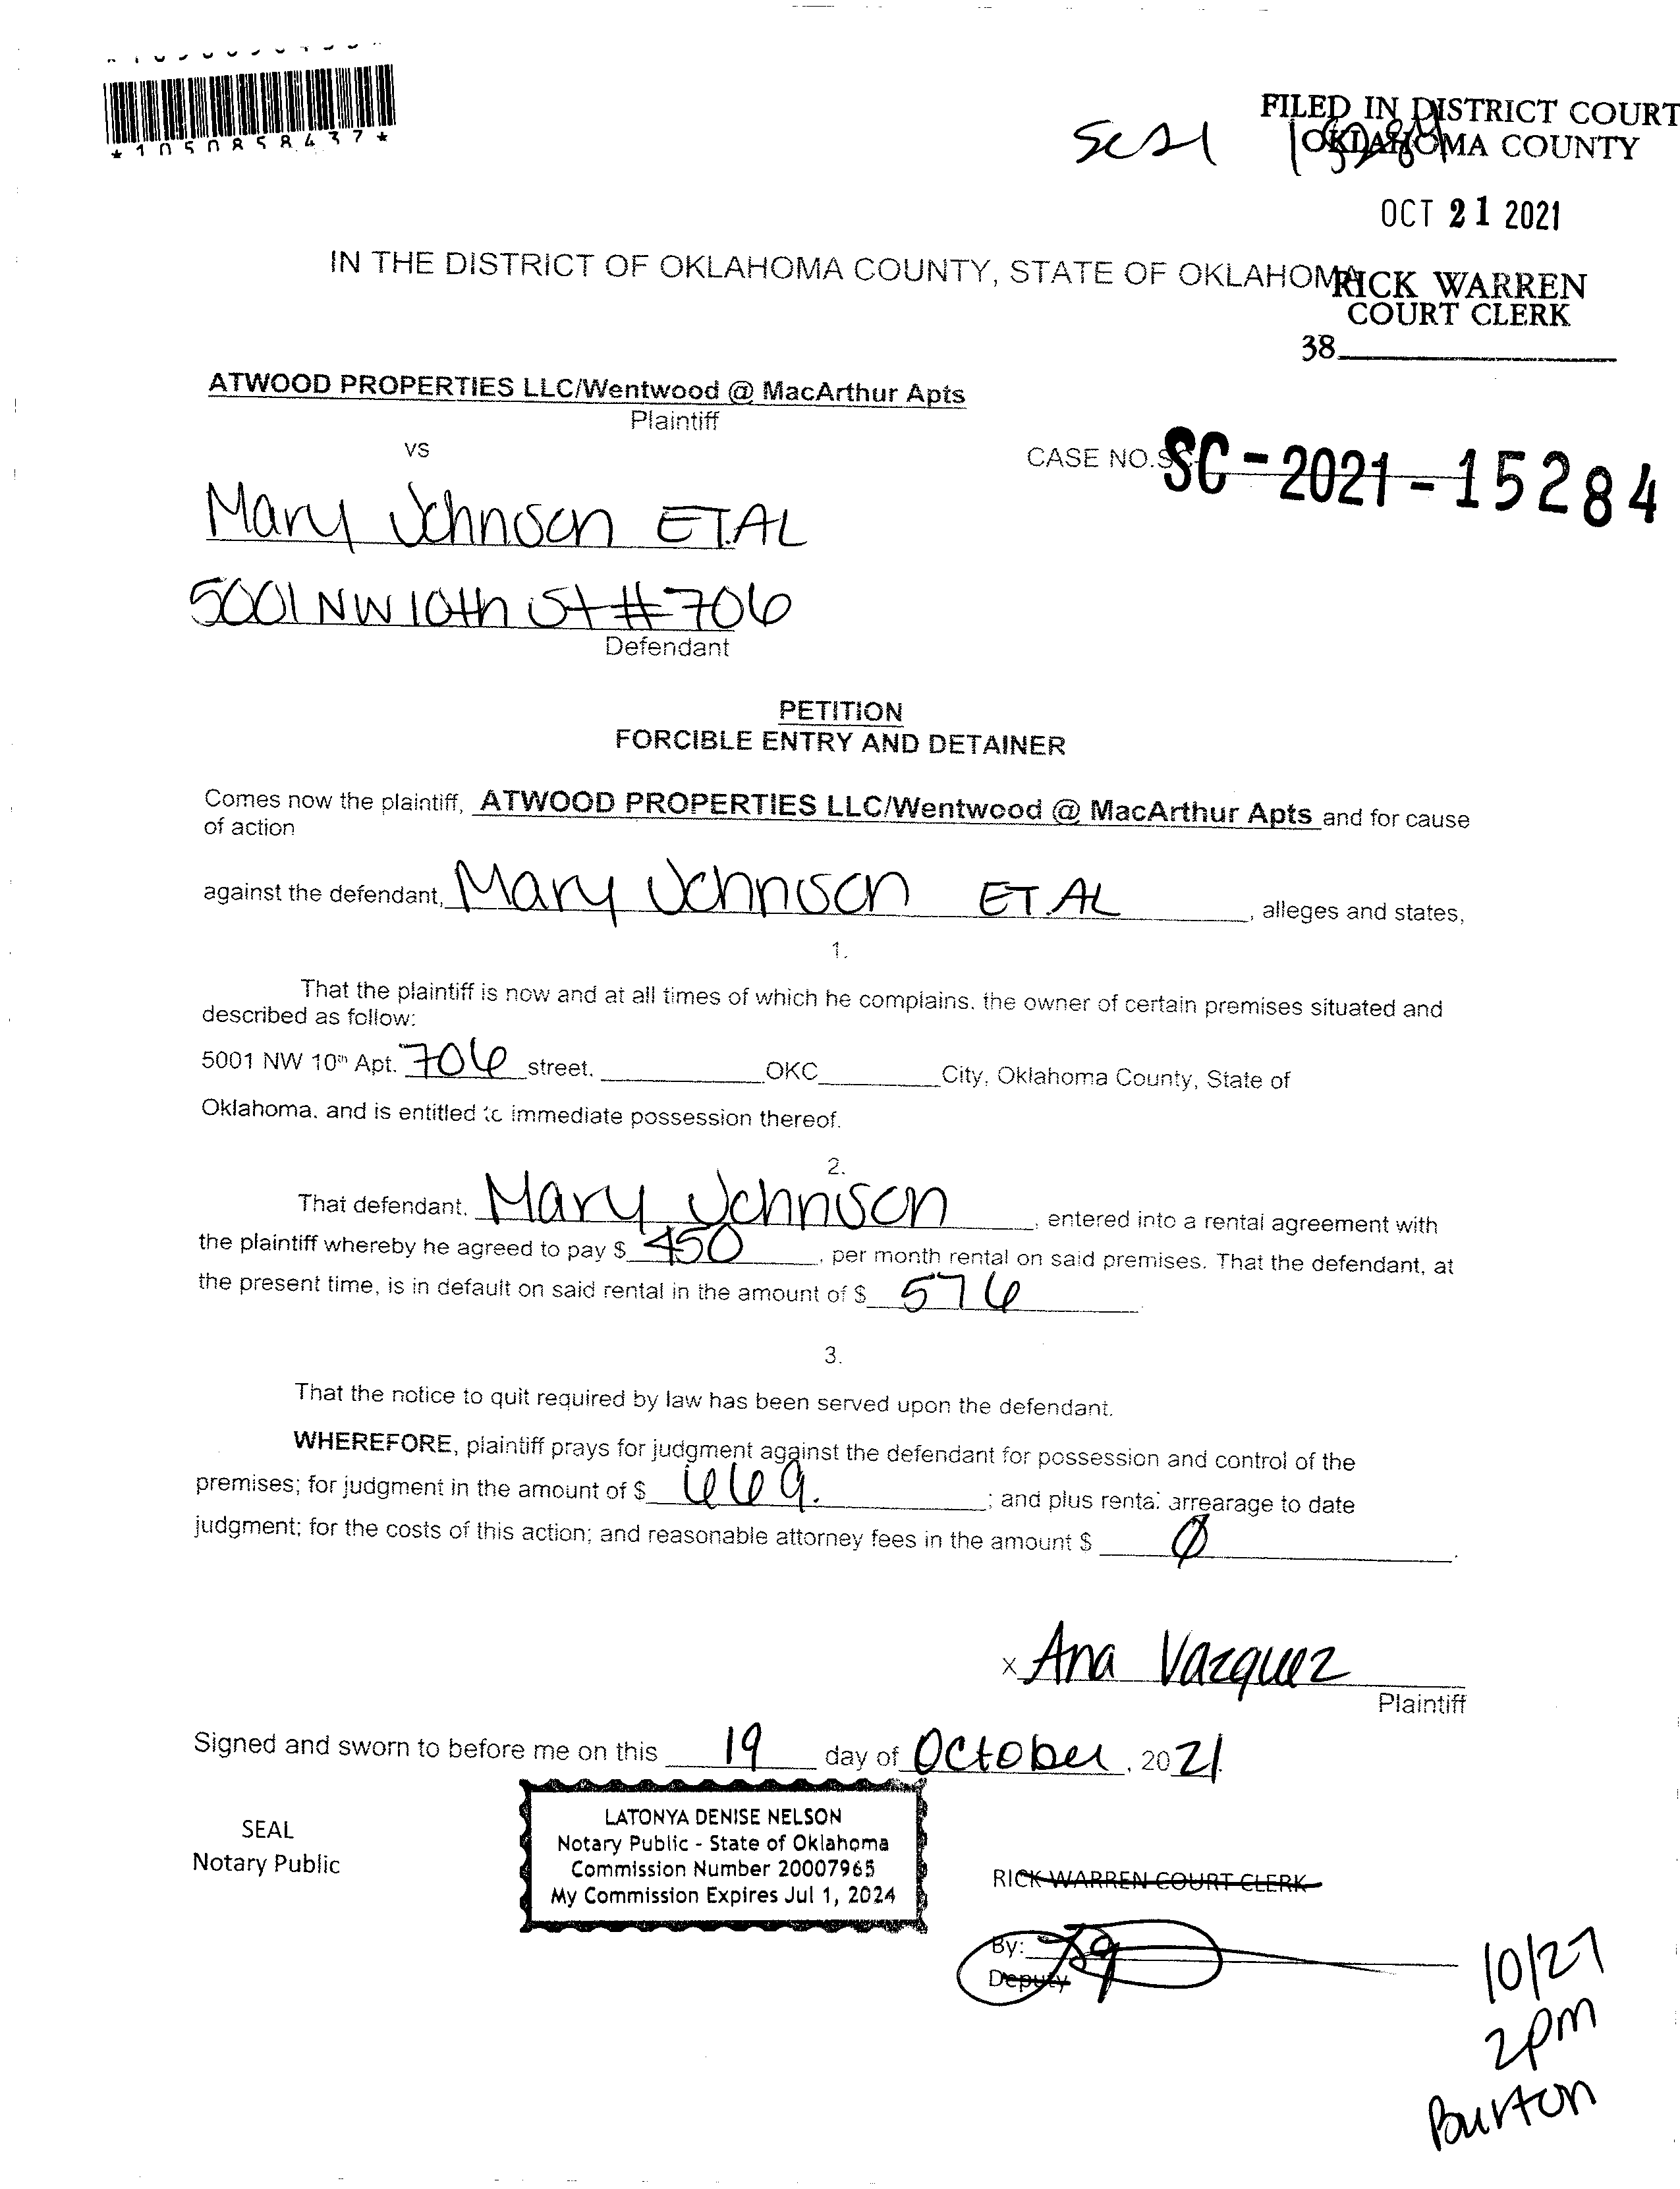 *1050858437*
SC21 15284
FILED IN DISTRICT COURT
OKLAHOMA COUNTY
OCT 21 2021
IN THE DISTRICT OF OKLAHOMA COUNTY, STATE OF OKLAHOMA
RICK WARREN
COURT CLERK
38
ATWOOD PROPERTIES LLC/Wentwood @ MacArthur Apts
Plaintiff
vs
CASE NO. SC-2021-15284
Mary Johnson ET.AL
5001 NW 10th St #706
Defendant
PETITION
FORCIBLE ENTRY AND DETAINER
Comes now the plaintiff, ATWOOD PROPERTIES LLC/Wentwood @ MacArthur Apts and for cause
of action
against the defendant, Mary Johnson ET.AL, alleges and states,
1.
That the plaintiff is now and at all times of which he complains. the owner of certain premises situated and
described as follow:
5001 NW 10th Apt. 706 street. OKC City, Oklahoma County, State of
Oklahoma. and is entitled to immediate possession thereof.
2.
That defendant. Mary Johnson, entered into a rental agreement with
the plaintiff whereby he agreed to pay $ 450, per month rental on said premises. That the defendant, at
the present time, is in default on said rental in the amount of $ 576
3.
That the notice to quit required by law has been served upon the defendant.
WHEREFORE, plaintiff prays for judgment against the defendant for possession and control of the
premises; for judgment in the amount of $ 669. ; and plus rental arrearage to date
judgment; for the costs of this action; and reasonable attorney fees in the amount $ Ø.
x Ana Vazquez
Plaintiff
Signed and sworn to before me on this 19 day of October, 2021.
SEAL
Notary Public
LATONYA DENISE NELSON
Notary Public - State of Oklahoma
Commission Number 20007965
My Commission Expires Jul 1, 2024
RICK WARREN COURT CLERK
By:
Deputy
10/27
2pm
Burton